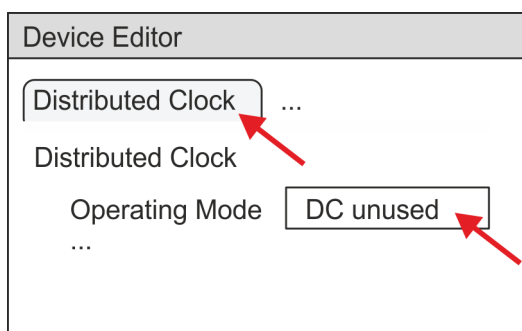 Device Editor
Distributed Clock ...
Distributed Clock
Operating Mode DC unused
...